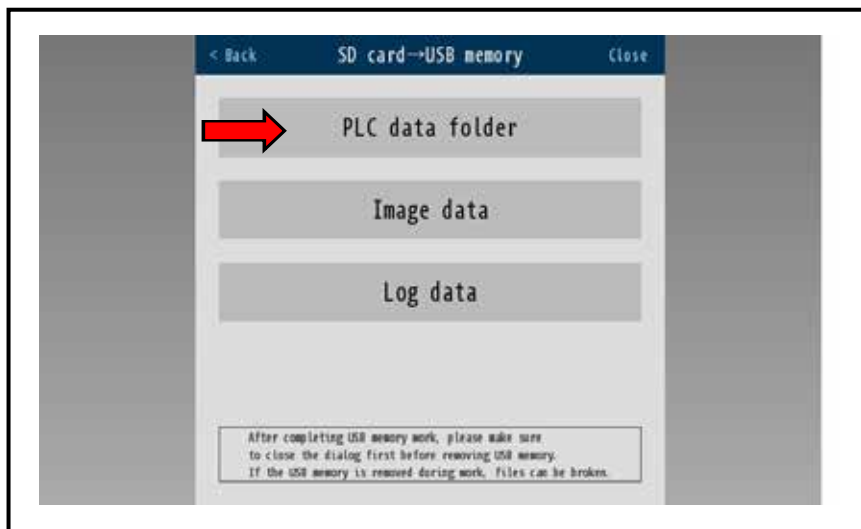 < Back SD card→USB memory Close
PLC data folder
Image data
Log data
After completing USB memory work, please make sure
to close the dialog first before removing USB memory.
If the USB memory is removed during work, files can be broken.